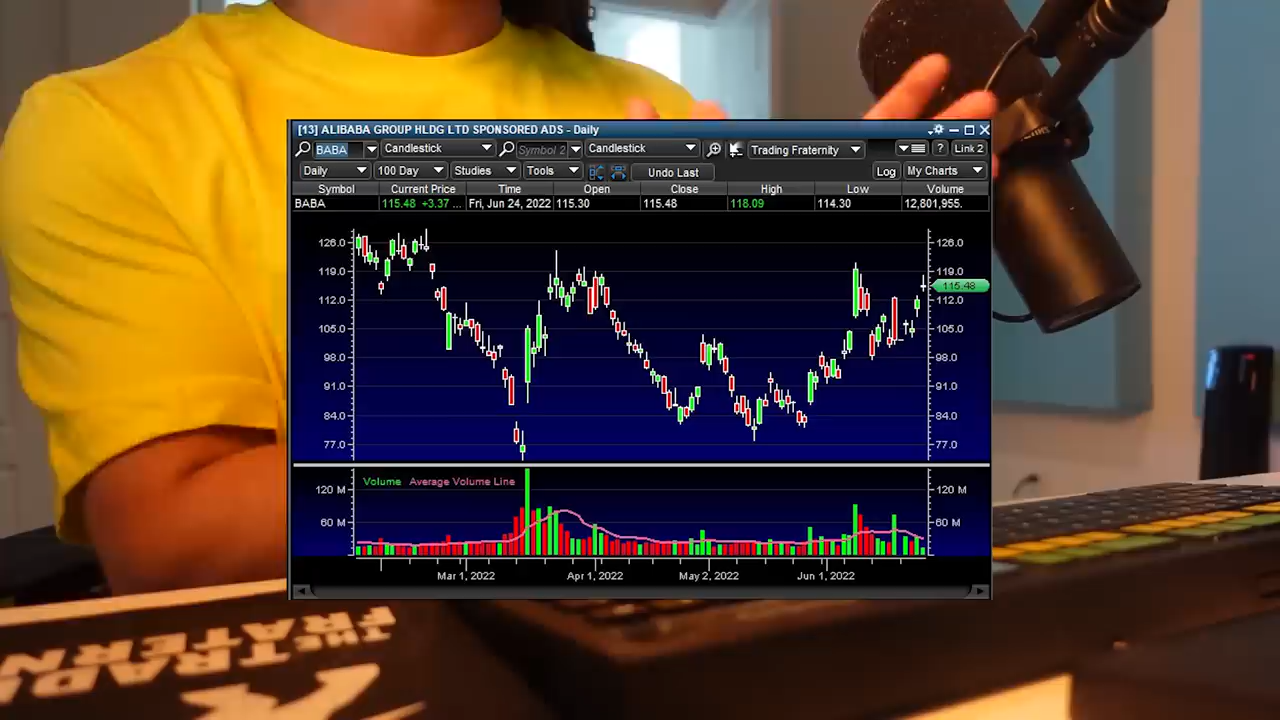 [13] ALIBABA GROUP HLDG LTD SPONSORED ADS - Daily
BABA Candlestick Symbol 2 Candlestick Trading Fraternity ? Link 2
Daily 100 Day Studies Tools Undo Last Log My Charts
Symbol Current Price Time Open Close High Low Volume
BABA 115.48 +3.37 ... Fri, Jun 24, 2022 115.30 115.48 118.09 114.30 12,801,955.
126.0 126.0
119.0 119.0
115.48
112.0 112.0
105.0 105.0
98.0 98.0
91.0 91.0
84.0 84.0
77.0 77.0
Volume Average Volume Line
120 M 120 M
60 M 60 M
Mar 1, 2022 Apr 1, 2022 May 2, 2022 Jun 1, 2022
THE
TRAD
FRATERN